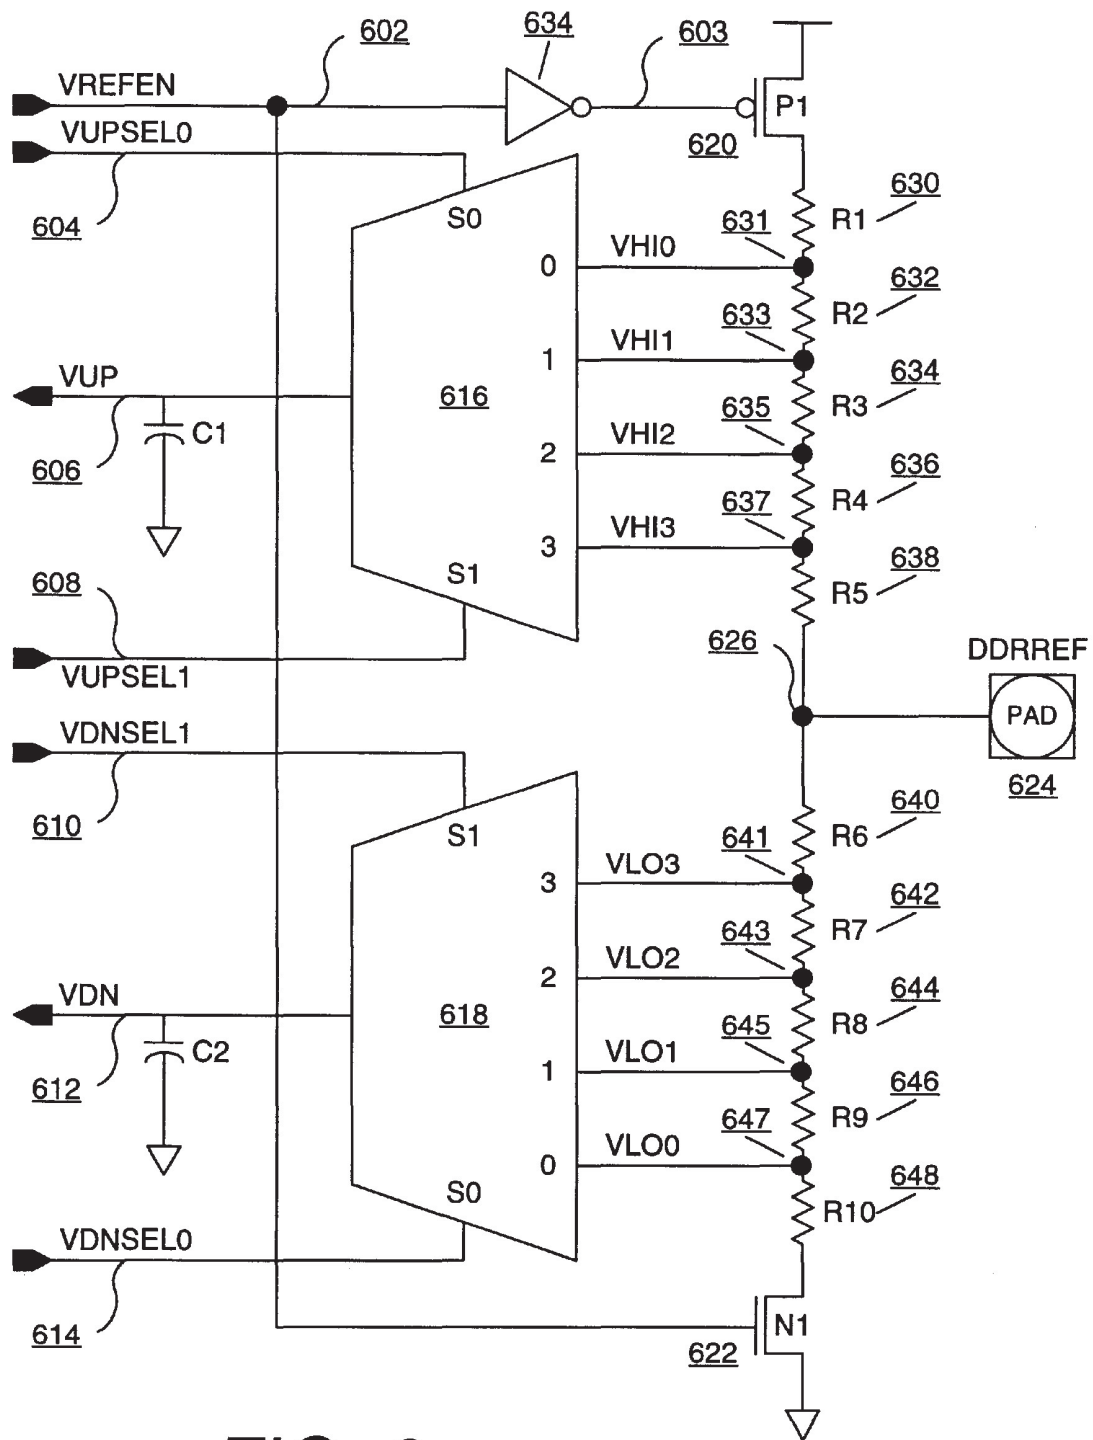 602
634
603
VREFEN
P1
VUPSEL0
620
630
604
S0
631
R1
VHI0
0
632
633
R2
VHI1
1
634
VUP
616
635
R3
C1
VHI2
2
606
636
637
R4
VHI3
3
608
S1
638
R5
626
DDRREF
VUPSEL1
PAD
VDNSEL1
624
640
610
S1
641
R6
VLO3
3
642
643
R7
VLO2
2
VDN
644
618
645
R8
C2
VLO1
1
612
646
647
R9
VLO0
0
648
S0
R10
VDNSEL0
N1
614
622